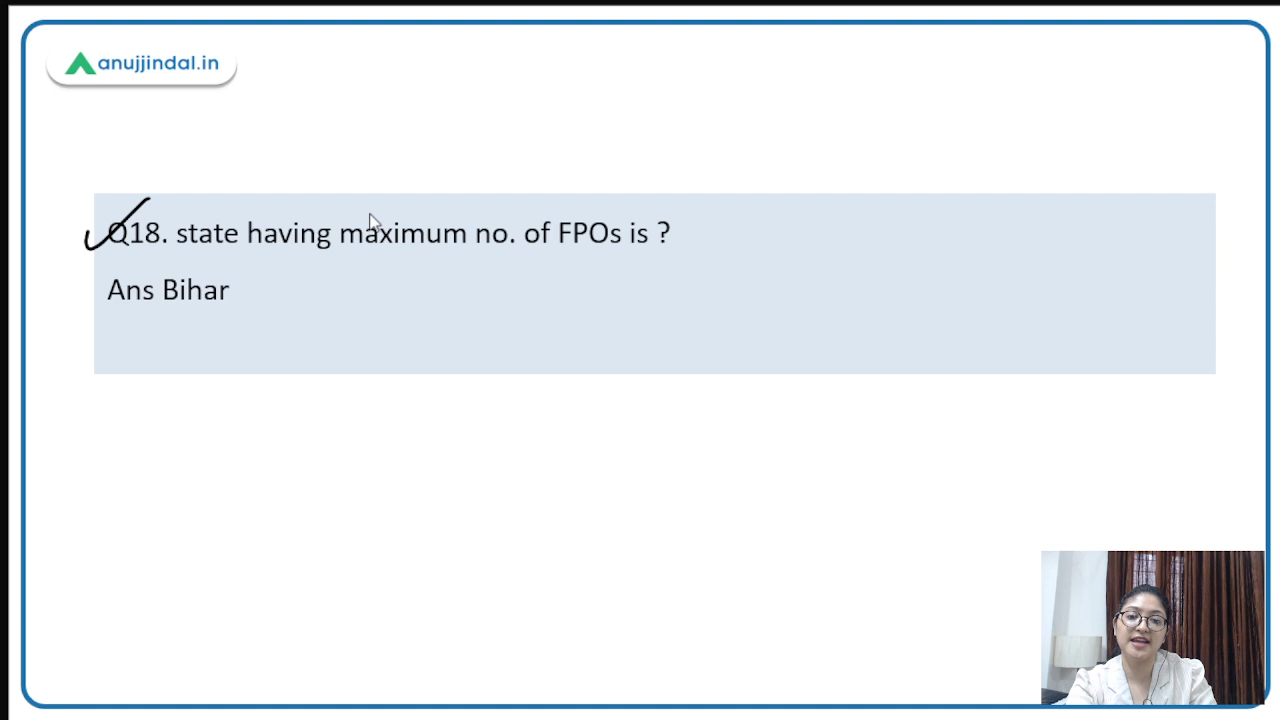 anujjindal.in
Q18. state having maximum no. of FPOs is ?
Ans Bihar